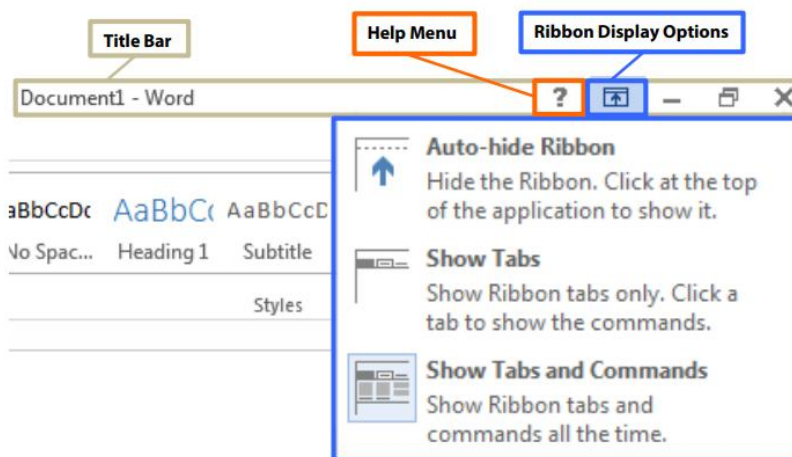 Title Bar
Help Menu
Ribbon Display Options
Document1 - Word
?
Auto-hide Ribbon
Hide the Ribbon. Click at the top
of the application to show it.
aBbCcDc AaBbC( AaBbCcD
No Spac... Heading 1 Subtitle
Styles
Show Tabs
Show Ribbon tabs only. Click a
tab to show the commands.
Show Tabs and Commands
Show Ribbon tabs and
commands all the time.